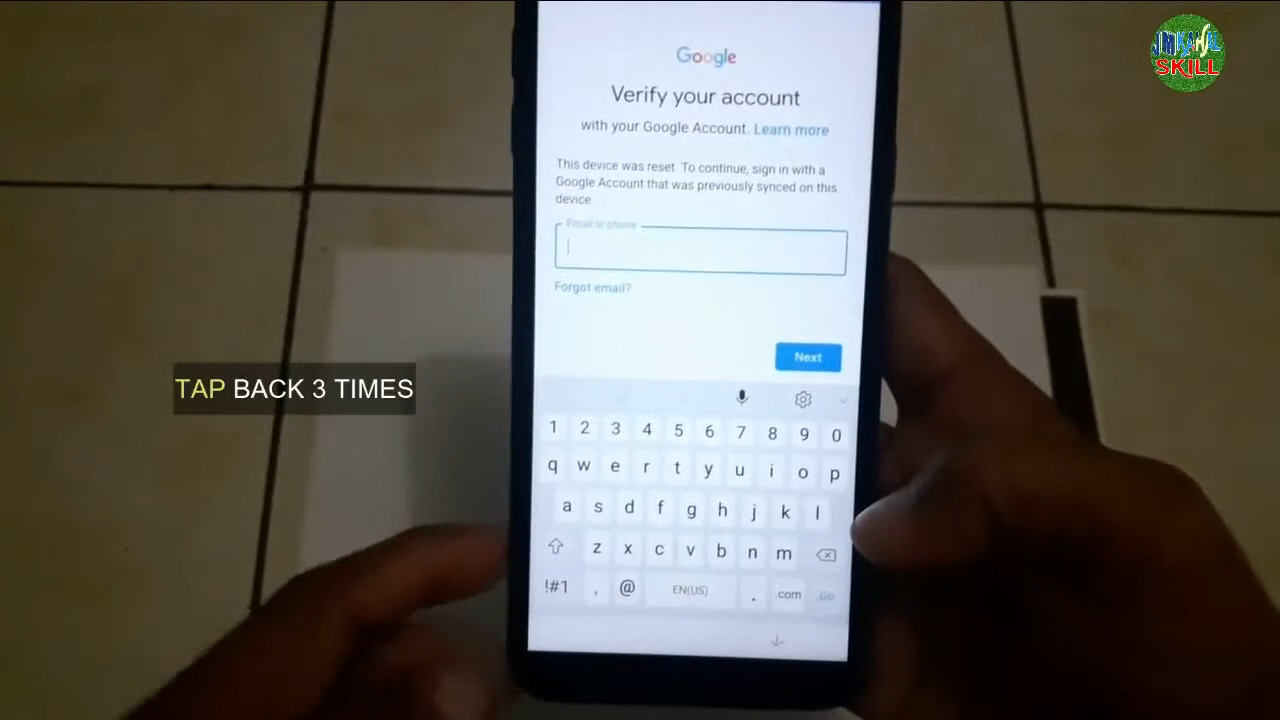 SKILL
Google
Verify your account
with your Google Account. Learn more
This device was reset. To continue, sign in with a
Google Account that was previously synced on this
device
Email or phone
Forgot email?
Next
TAP BACK 3 TIMES
1 2 3 4 5 6 7 8 9 0
q w e r t y u i o p
a s d f g h j k l
z x c v b n m
!#1 , @ EN(US) . .com Go